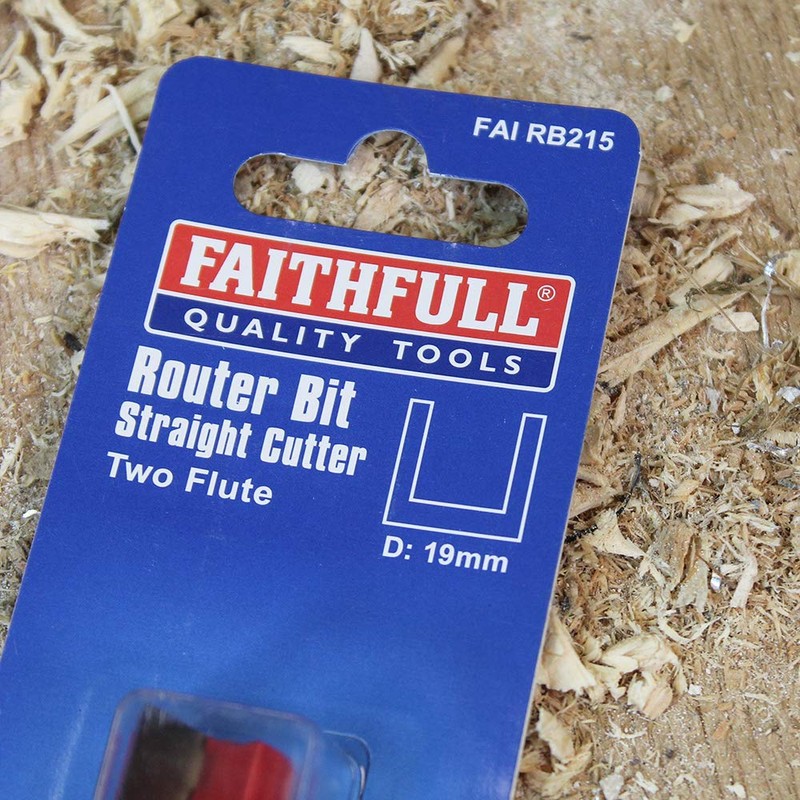 FAI RB215
FAITHFULL®
QUALITY TOOLS
Router Bit
Straight Cutter
Two Flute
D: 19mm